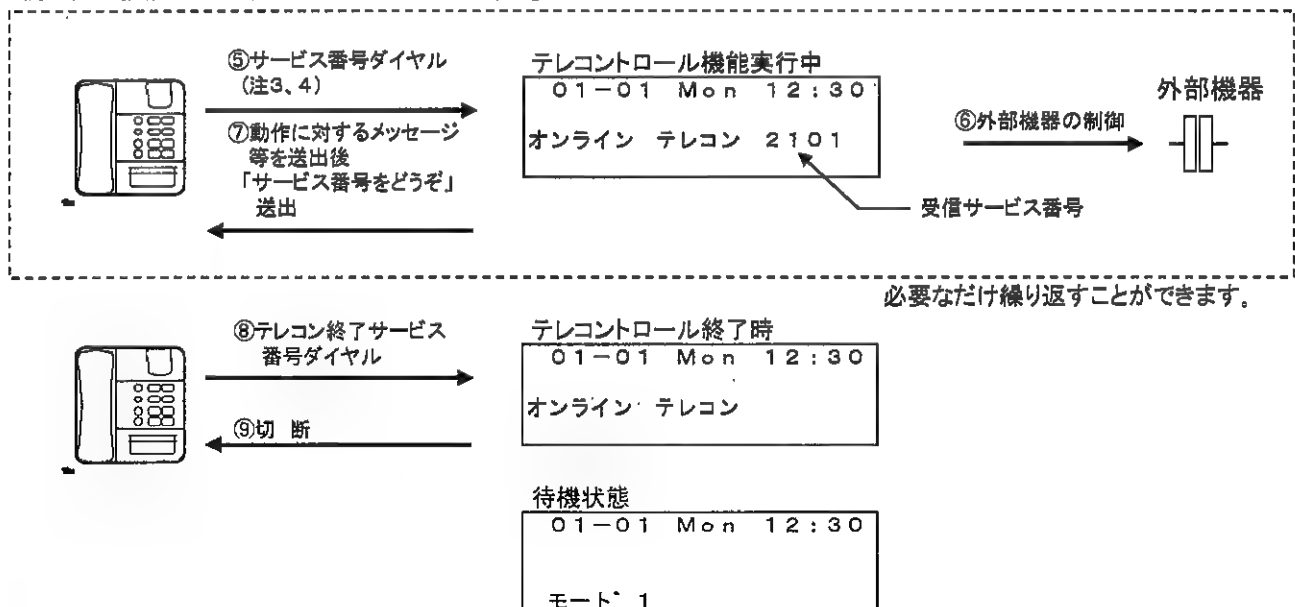 ⑤サービス番号ダイヤル
(注3、4)
⑦動作に対するメッセージ
等を送出後
「サービス番号をどうぞ」
送出
テレコントロール機能実行中
01-01 Mon 12:30
オンライン テレコン 2101
受信サービス番号
⑥外部機器の制御
外部機器
必要なだけ繰り返すことができます。
⑧テレコン終了サービス
番号ダイヤル
⑨切 断
テレコントロール終了時
01-01 Mon 12:30
オンライン テレコン
待機状態
01-01 Mon 12:30
モード 1